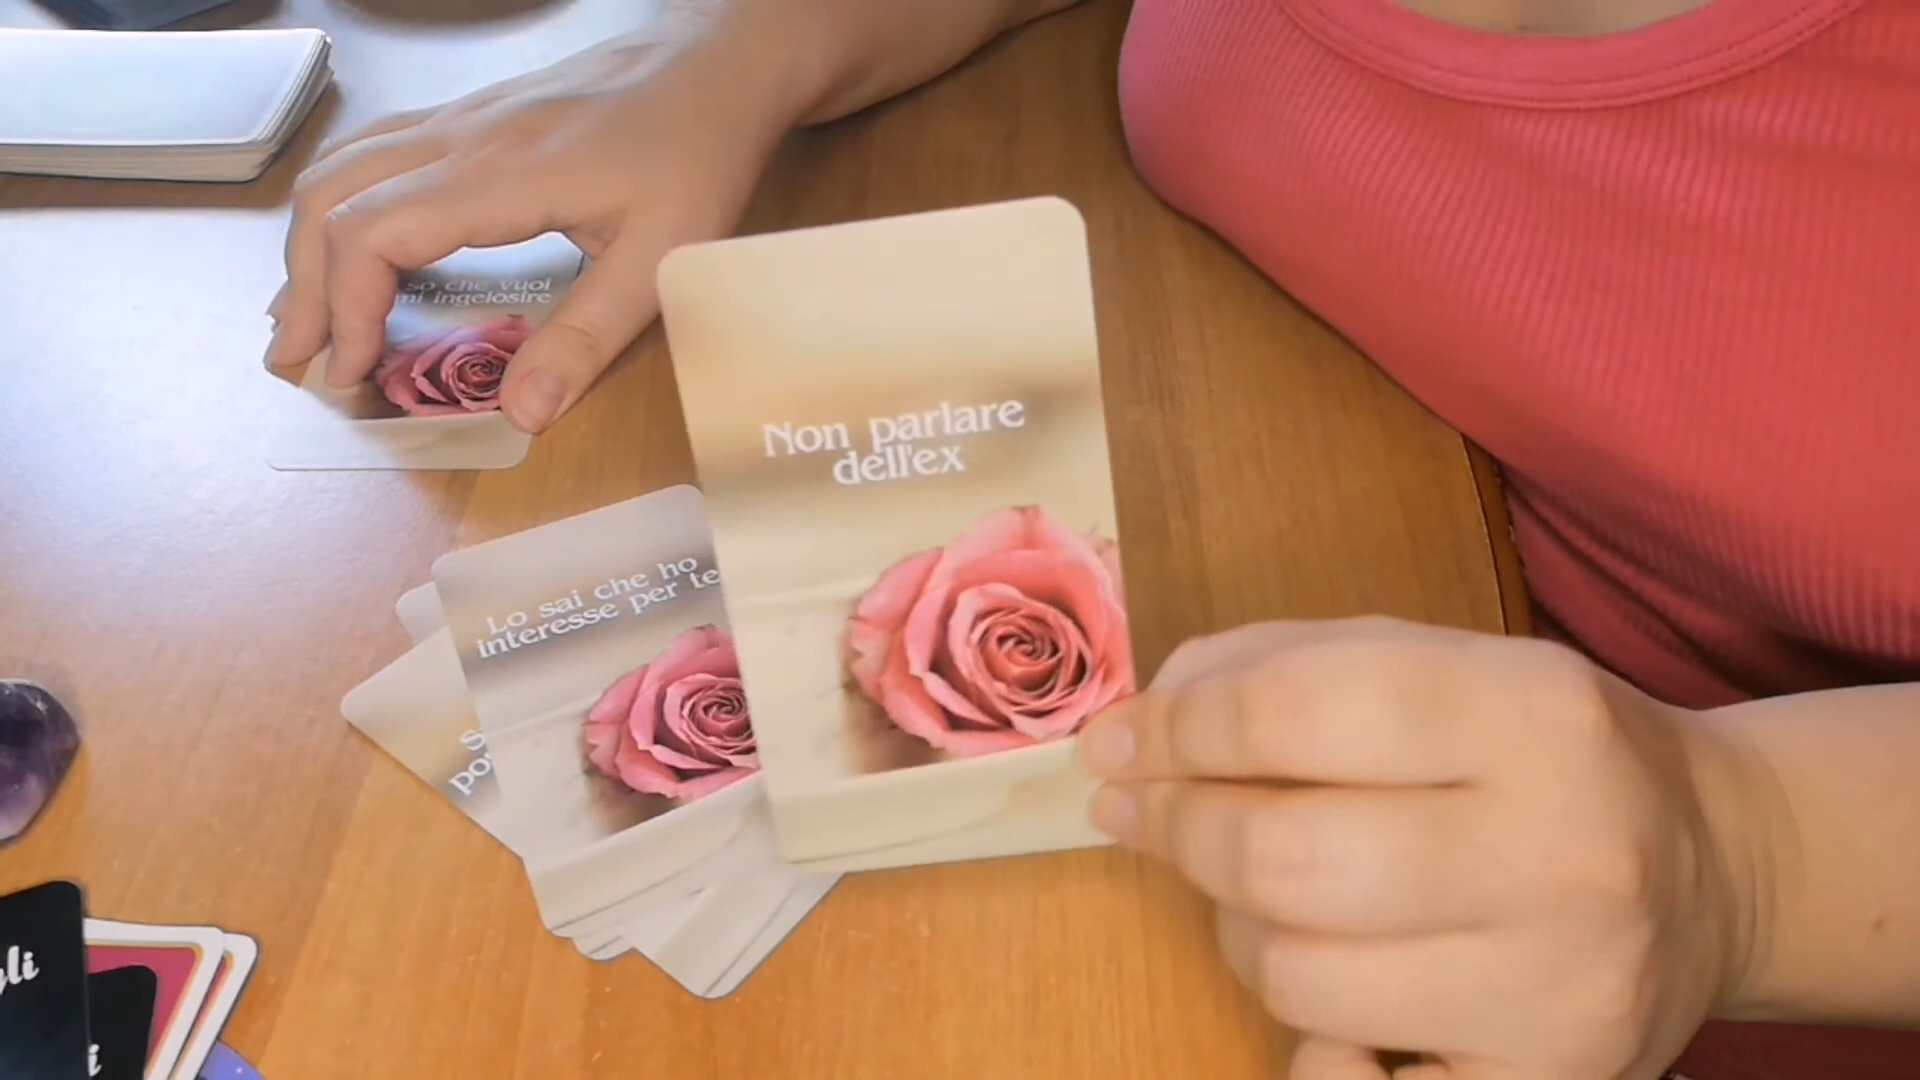 so che vuoi
mi ingelosire
Non parlare
dell'ex
Lo sai che ho
interesse per te